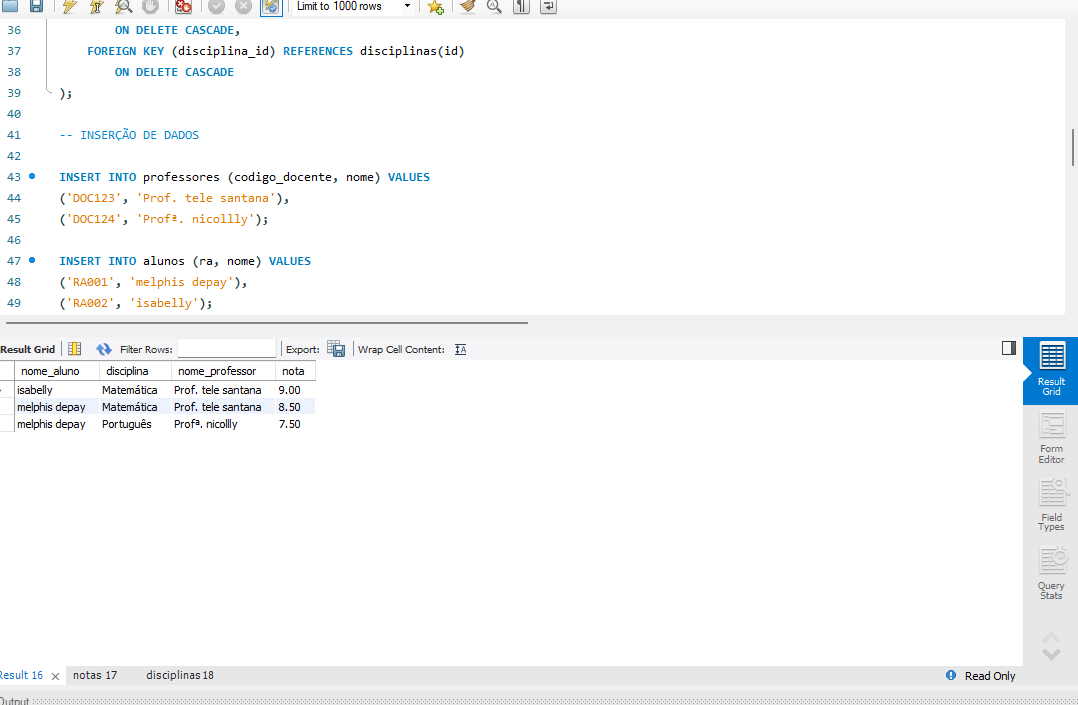 Limit to 1000 rows
36 ON DELETE CASCADE,
37 FOREIGN KEY (disciplina_id) REFERENCES disciplinas(id)
38 ON DELETE CASCADE
39 );
40
41 -- INSERÇÃO DE DADOS
42
43 INSERT INTO professores (codigo_docente, nome) VALUES
44 ('DOC123', 'Prof. tele santana'),
45 ('DOC124', 'Profª. nicollly');
46
47 INSERT INTO alunos (ra, nome) VALUES
48 ('RA001', 'melphis depay'),
49 ('RA002', 'isabelly');
Result Grid Filter Rows: Export: Wrap Cell Content: IA
nome_aluno disciplina nome_professor nota
isabelly Matemática Prof. tele santana 9.00
melphis depay Matemática Prof. tele santana 8.50
melphis depay Português Profª. nicollly 7.50
Result
Grid
Form
Editor
Field
Types
Query
Stats
Result 16 notas 17 disciplinas 18 Read Only
Output